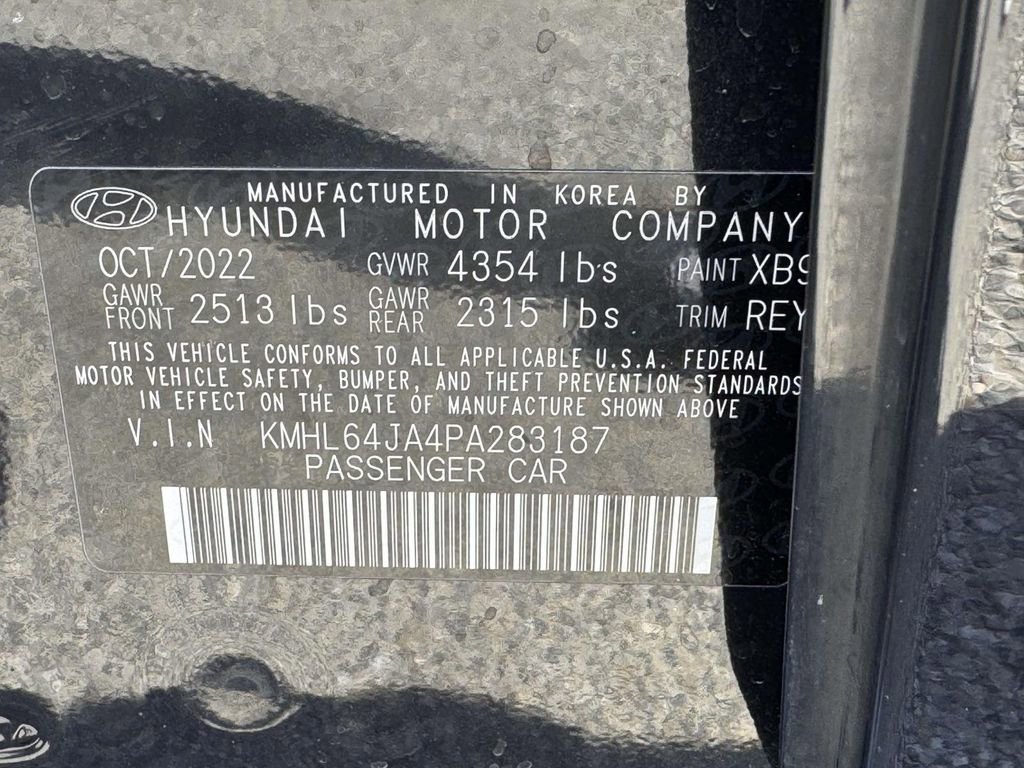 MANUFACTURED IN KOREA BY
HYUNDAI MOTOR COMPANY
OCT/2022 GVWR 4354 lbs PAINT XB9
GAWR FRONT 2513 lbs GAWR REAR 2315 lbs TRIM REY
THIS VEHICLE CONFORMS TO ALL APPLICABLE U.S.A. FEDERAL
MOTOR VEHICLE SAFETY, BUMPER, AND THEFT PREVENTION STANDARDS
IN EFFECT ON THE DATE OF MANUFACTURE SHOWN ABOVE
V.I.N KMHL64JA4PA283187
PASSENGER CAR